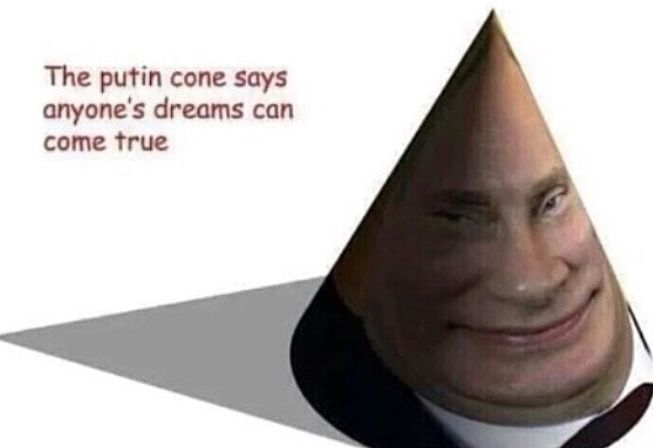 The putin cone says
anyone's dreams can
come true